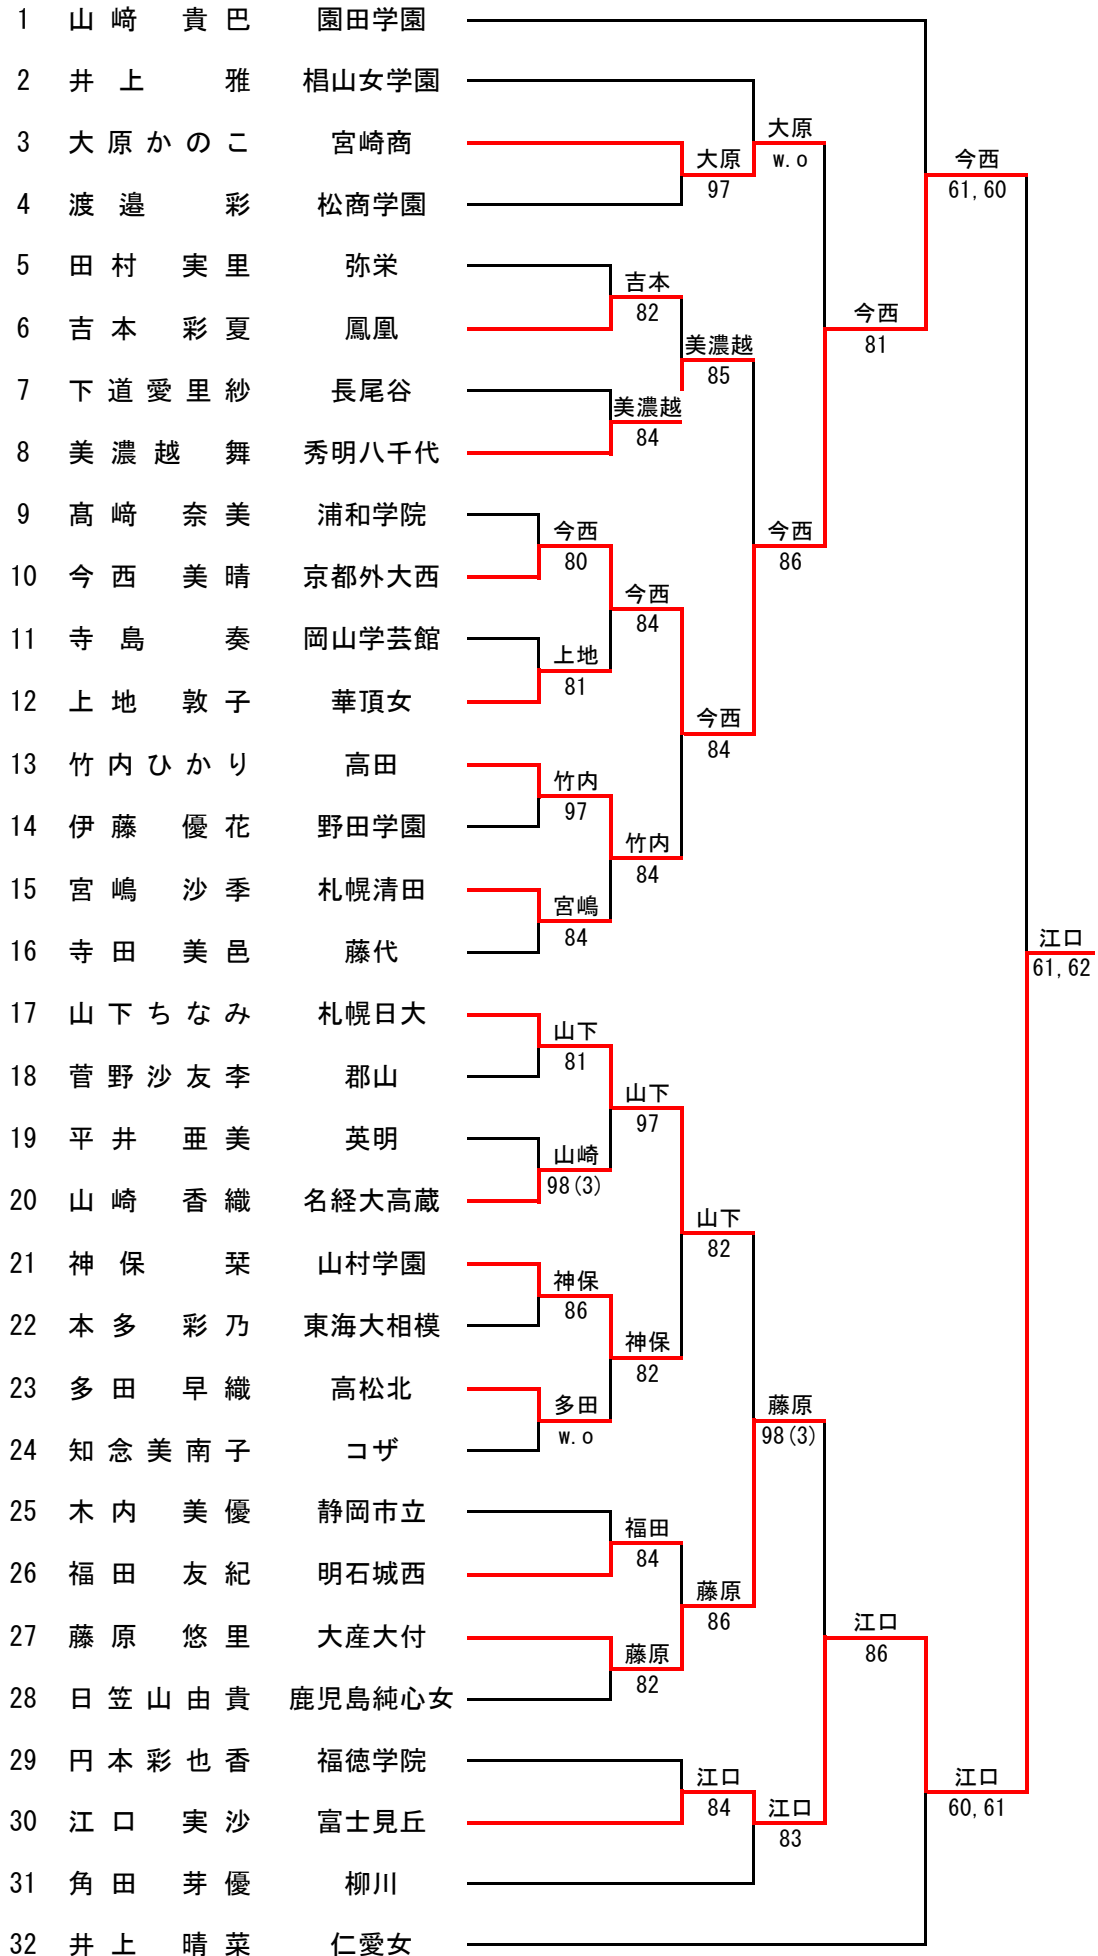 1 山﨑 貴巴 園田学園
2 井上 雅 椙山女学園
大原
3 大原かのこ 宮崎商
大原 w.o 今西
97 61,60
4 渡邉 彩 松商学園
5 田村 実里 弥栄
吉本
82 今西
6 吉本 彩夏 鳳凰
美濃越 81
85
7 下道愛里紗 長尾谷
美濃越
84
8 美濃越 舞 秀明八千代
9 髙﨑 奈美 浦和学院
今西 今西
80 86
10 今西 美晴 京都外大西
今西
84
11 寺島 奏 岡山学芸館
上地
81
12 上地 敦子 華頂女
今西
84
13 竹内ひかり 高田
竹内
97
14 伊藤 優花 野田学園
竹内
84
15 宮嶋 沙季 札幌清田
宮嶋
84 江口
16 寺田 美邑 藤代
61,62
17 山下ちなみ 札幌日大
山下
81
18 菅野沙友李 郡山
山下
97
19 平井 亜美 英明
山崎
98(3)
20 山崎 香織 名経大高蔵
山下
82
21 神保 栞 山村学園
神保
86
22 本多 彩乃 東海大相模
神保
82
23 多田 早織 高松北
多田 藤原
w.o 98(3)
24 知念美南子 コザ
25 木内 美優 静岡市立
福田
84
26 福田 友紀 明石城西
藤原
86
27 藤原 悠里 大産大付
江口
藤原 86
82
28 日笠山由貴 鹿児島純心女
29 円本彩也香 福徳学院
江口 江口
84 江口 60,61
30 江口 実沙 富士見丘
83
31 角田 芽優 柳川
32 井上 晴菜 仁愛女